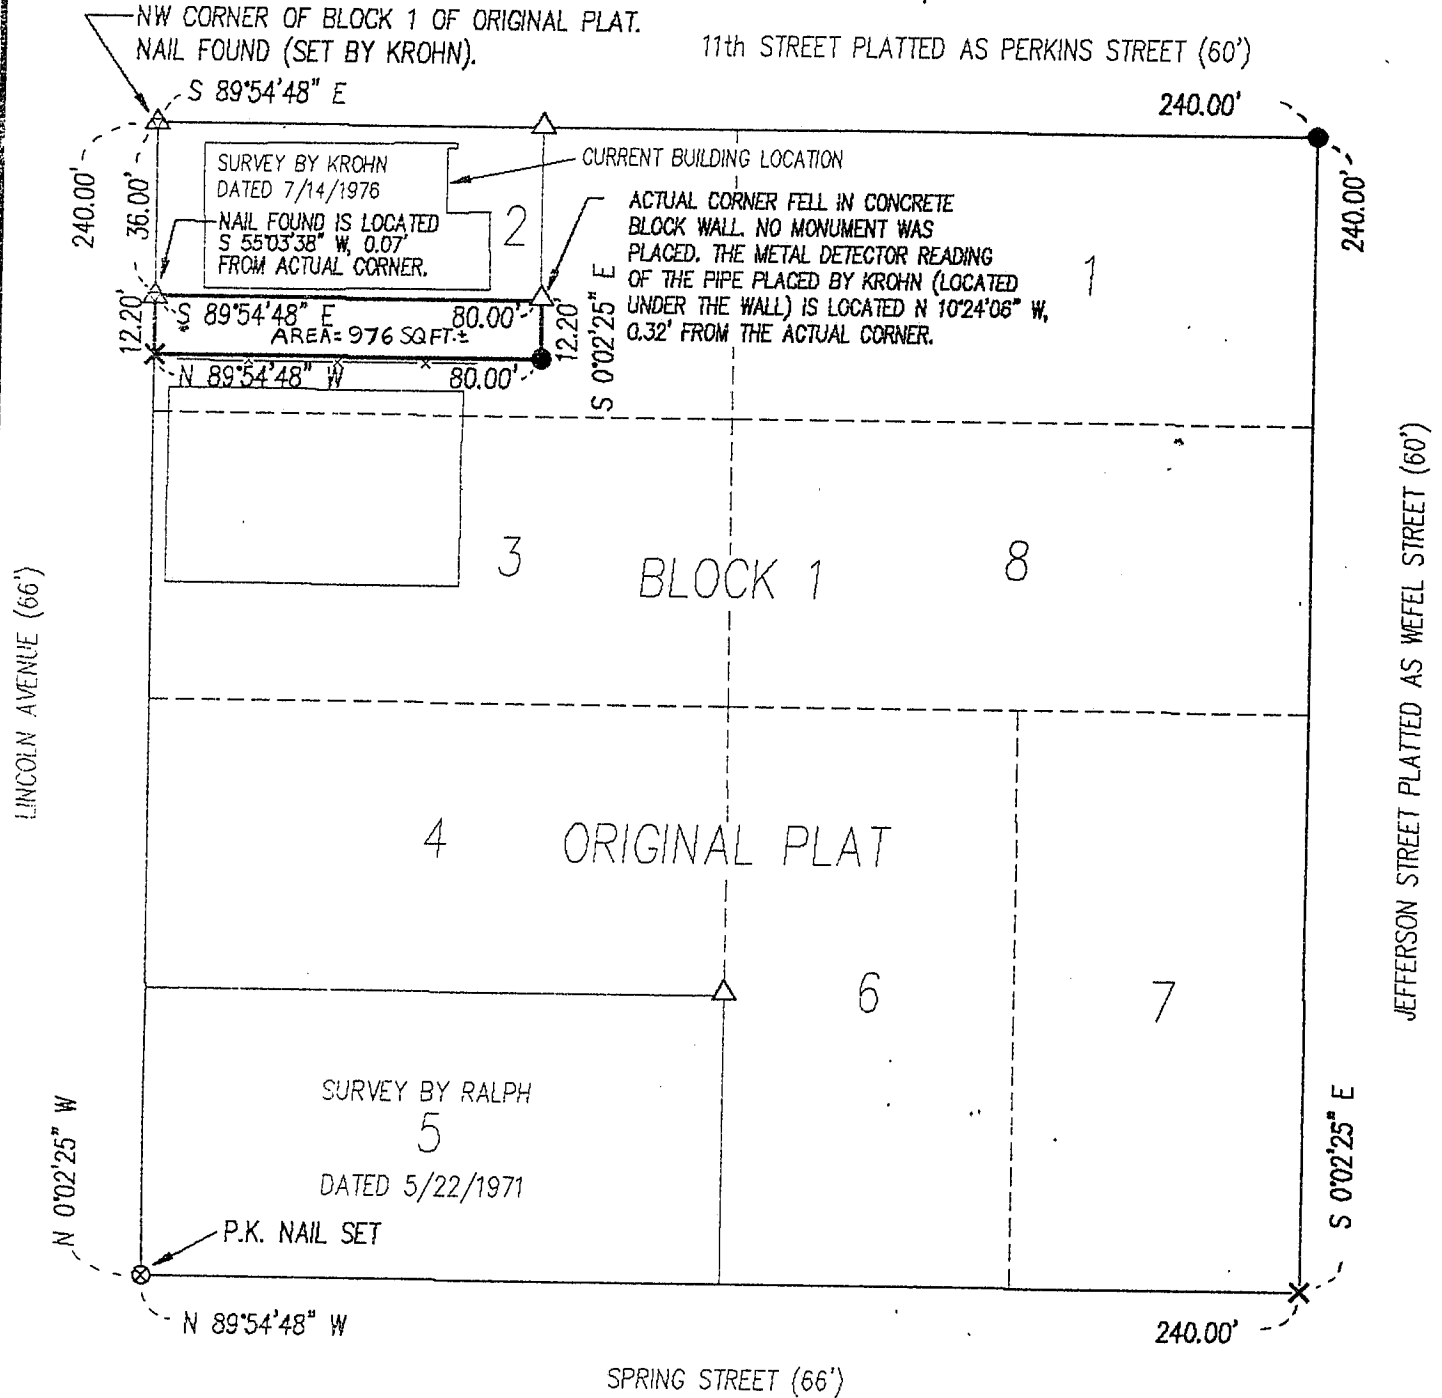 NW CORNER OF BLOCK 1 OF ORIGINAL PLAT.
NAIL FOUND (SET BY KROHN).
11th STREET PLATTED AS PERKINS STREET (60')
S 89°54'48" E
240.00'
240.00'
36.00'
SURVEY BY KROHN
DATED 7/14/1976
NAIL FOUND IS LOCATED
S 55°03'38" W, 0.07'
FROM ACTUAL CORNER.
2
CURRENT BUILDING LOCATION
ACTUAL CORNER FELL IN CONCRETE
BLOCK WALL. NO MONUMENT WAS
PLACED. THE METAL DETECTOR READING
OF THE PIPE PLACED BY KROHN (LOCATED
UNDER THE WALL) IS LOCATED N 10°24'06" W,
0.32' FROM THE ACTUAL CORNER.
1
240.00'
12.20'
S 89°54'48" E
80.00'
AREA= 976 SQ FT.±
12.20'
S 0°02'25" E
N 89°54'48" W
80.00'
3
BLOCK 1
8
LINCOLN AVENUE (66')
JEFFERSON STREET PLATTED AS WEFEL STREET (60')
4
ORIGINAL PLAT
6
7
SURVEY BY RALPH
5
DATED 5/22/1971
N 0°02'25" W
P.K. NAIL SET
S 0°02'25" E
N 89°54'48" W
240.00'
SPRING STREET (66')